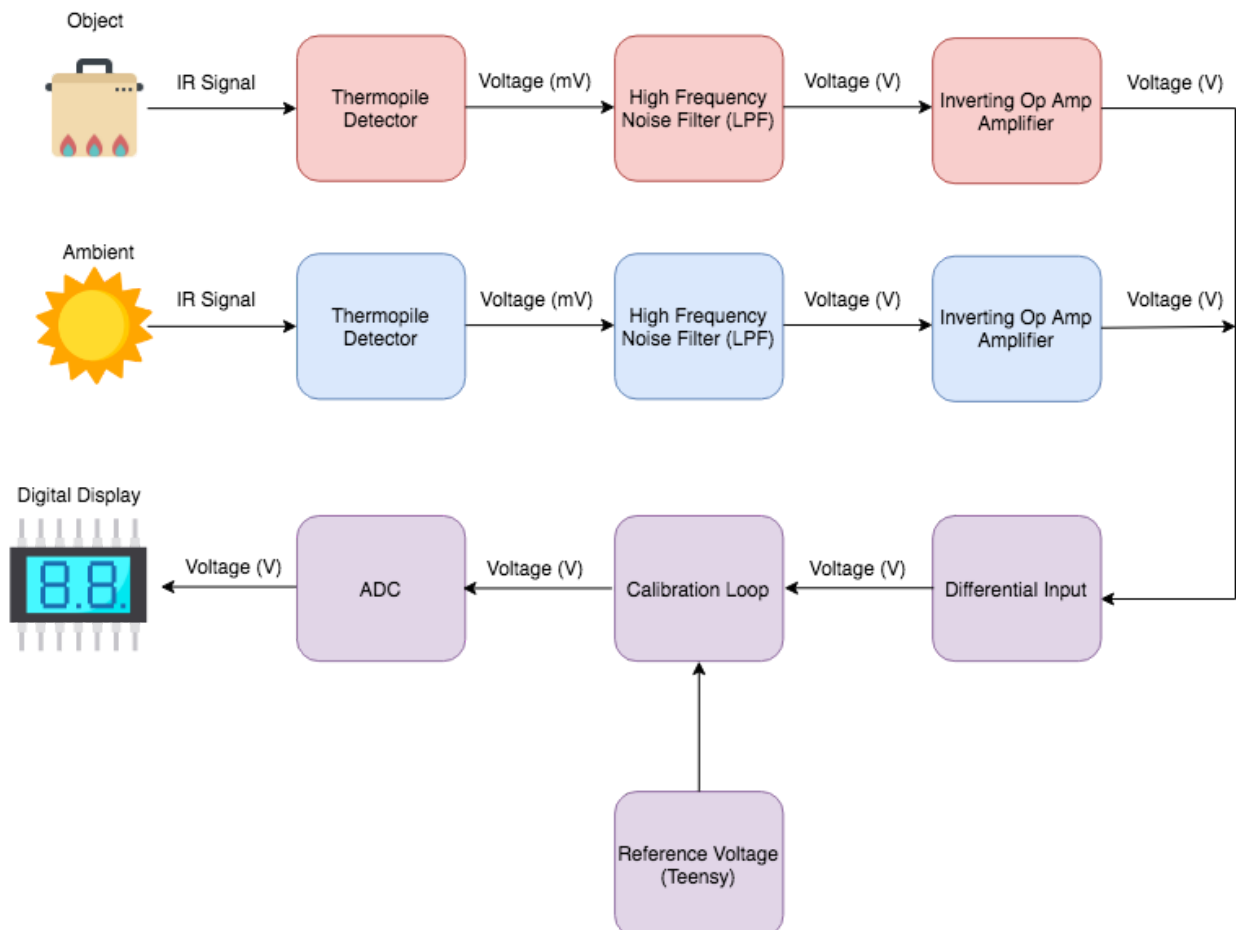 Object
IR Signal
Thermopile
Detector
Voltage (mV)
High Frequency
Noise Filter (LPF)
Voltage (V)
Inverting Op Amp
Amplifier
Voltage (V)
Ambient
IR Signal
Thermopile
Detector
Voltage (mV)
High Frequency
Noise Filter (LPF)
Voltage (V)
Inverting Op Amp
Amplifier
Voltage (V)
Digital Display
8.8.
Voltage (V)
ADC
Voltage (V)
Calibration Loop
Voltage (V)
Differential Input
Reference Voltage
(Teensy)